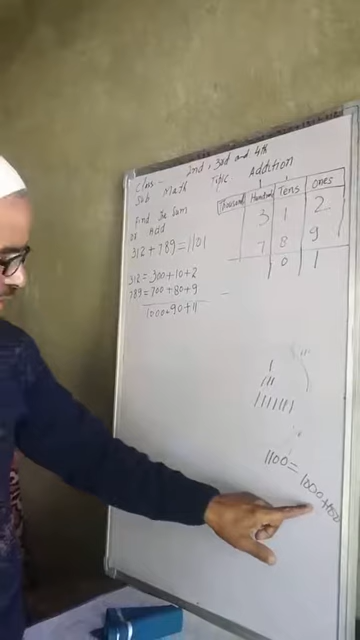 Class :- 2nd, 3rd and 4th
Sub Math Topic Addition
Find The Sum
or Add
312 + 789 = 1101
312 = 300+10+2
789 = 700+80+9
1000+90+11
Thousand Hundred Tens Ones
1 1
3 1 2
7 8 9
1 0 1
1100 =
1000+100